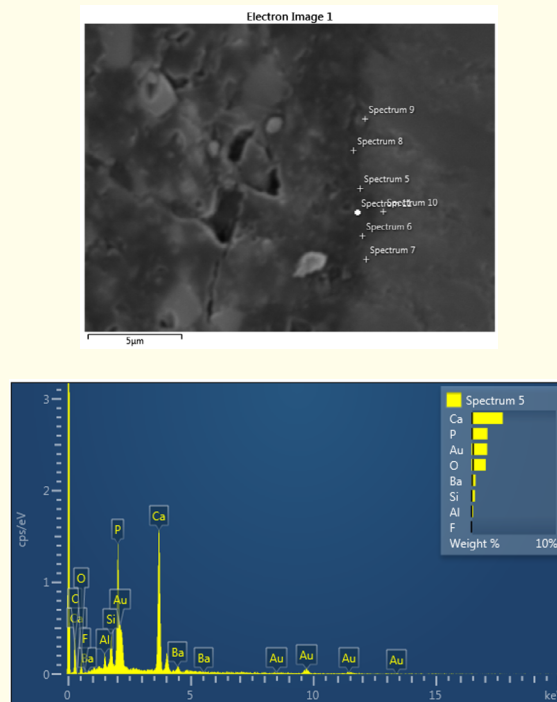 Electron Image 1
Spectrum 9
Spectrum 8
Spectrum 5
Spectrum 10
Spectrum 6
Spectrum 7
5µm
Spectrum 5
Ca
P
Au
O
Ba
Si
Al
F
Weight % 10%
cps/eV
3
2
1
0
P
Ca
O
C
Au
Si
Ca
F
Al
Ba
Ba
Ba
Au
Au
Au
Au
0 5 10 15